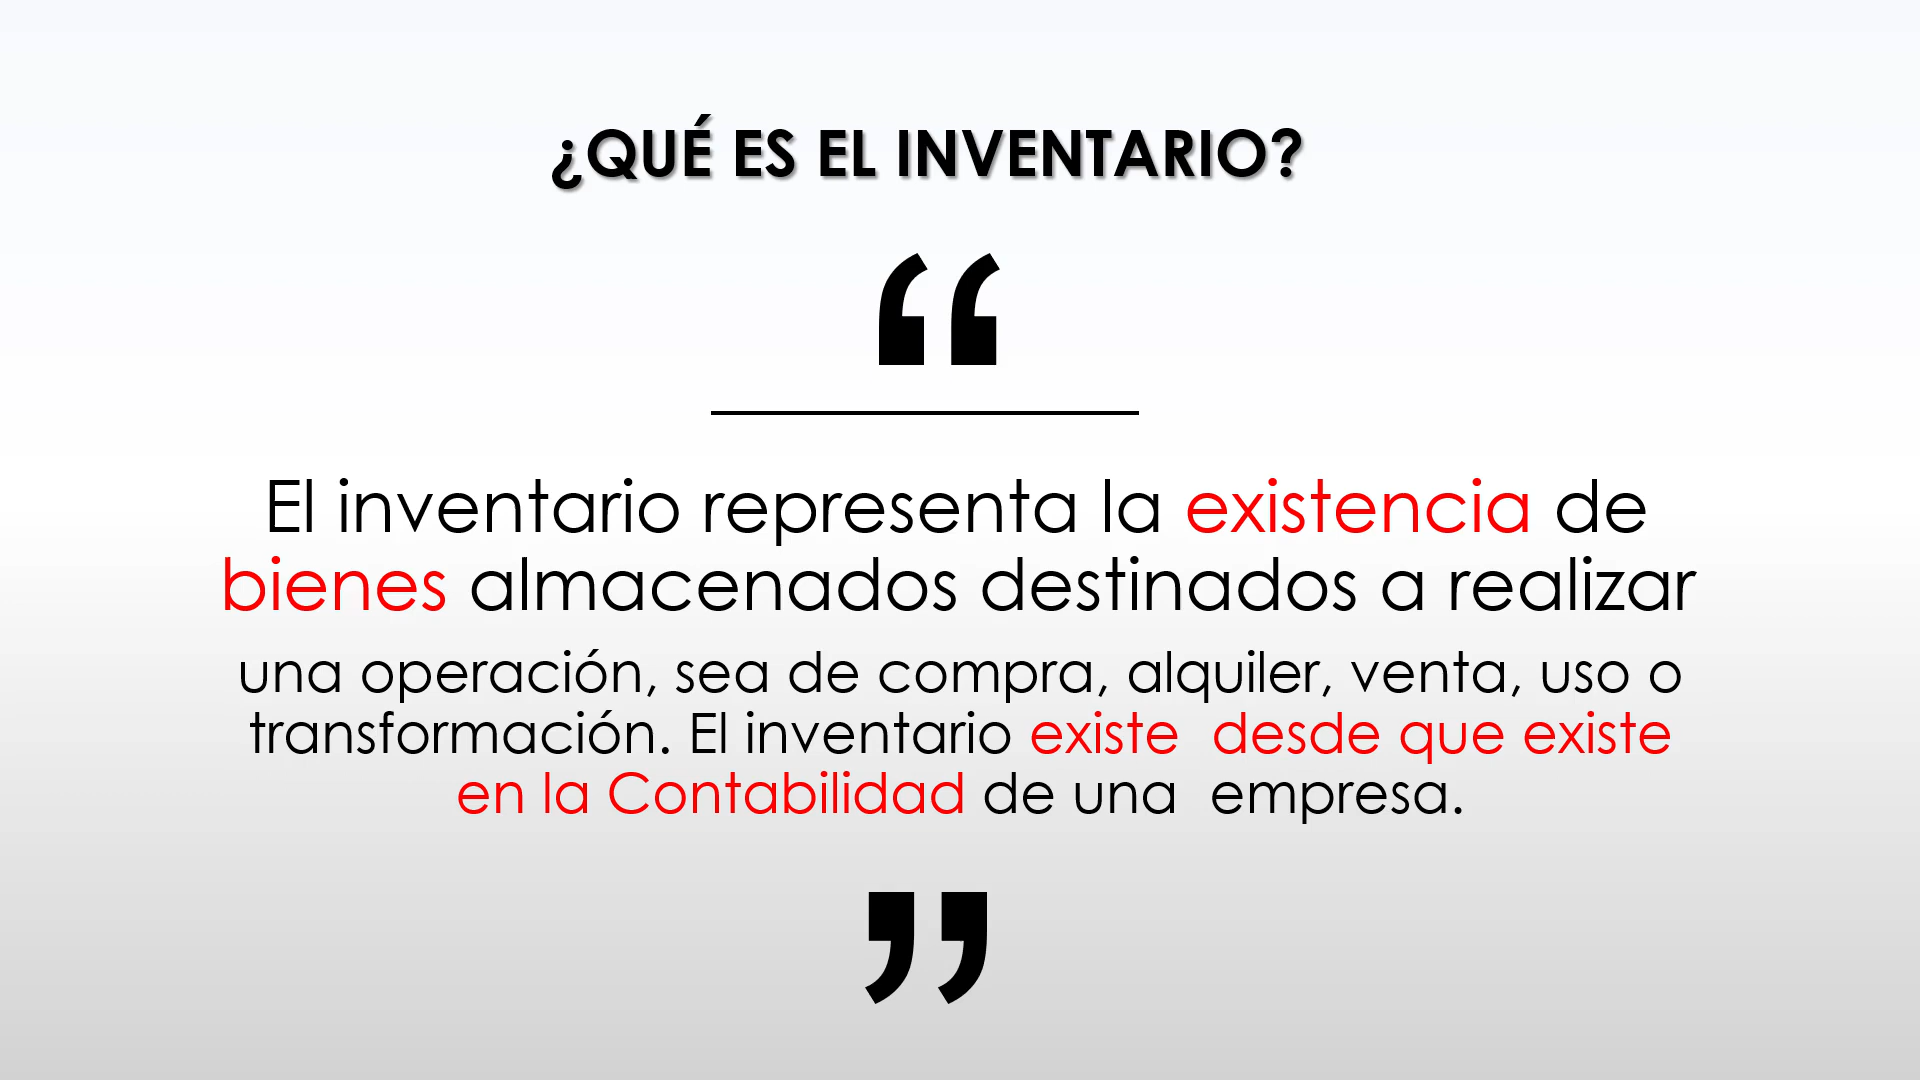 ¿QUÉ ES EL INVENTARIO?
“
El inventario representa la existencia de
bienes almacenados destinados a realizar
una operación, sea de compra, alquiler, venta, uso o
transformación. El inventario existe  desde que existe
en la Contabilidad de una  empresa.
”